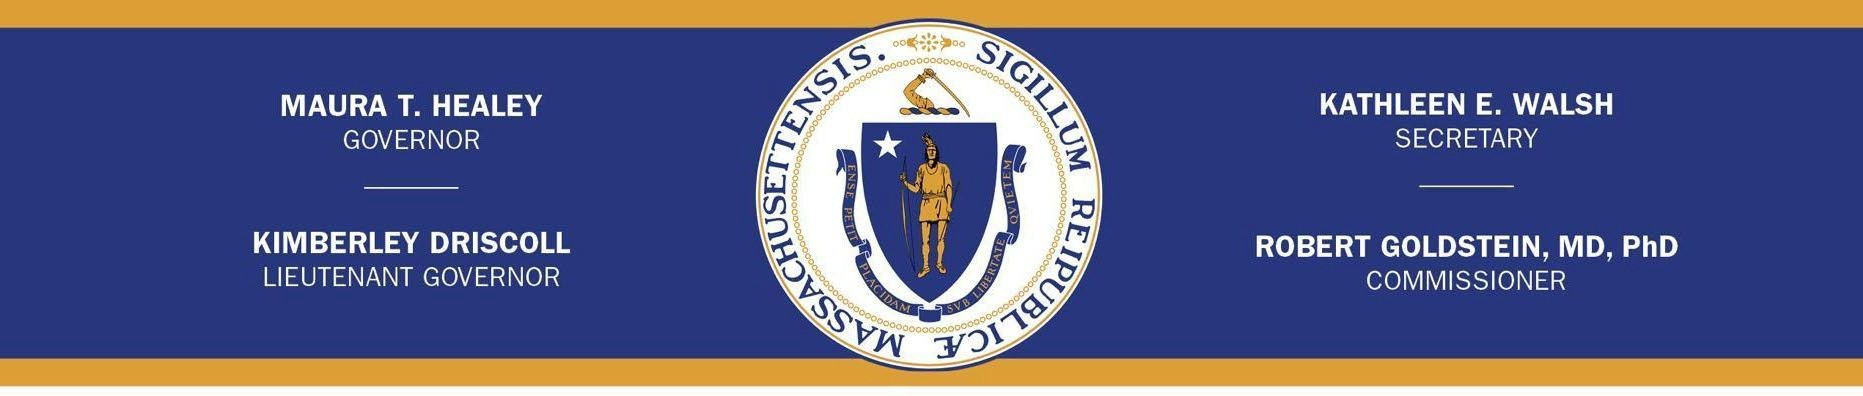 MAURA T. HEALEY
GOVERNOR
KIMBERLEY DRISCOLL
LIEUTENANT GOVERNOR
SIGILLUM REIPUBLICÆ MASSACHUSETTENSIS.
ENSE PETIT PLACIDAM SVB LIBERTATE QVIETEM
KATHLEEN E. WALSH
SECRETARY
ROBERT GOLDSTEIN, MD, PhD
COMMISSIONER